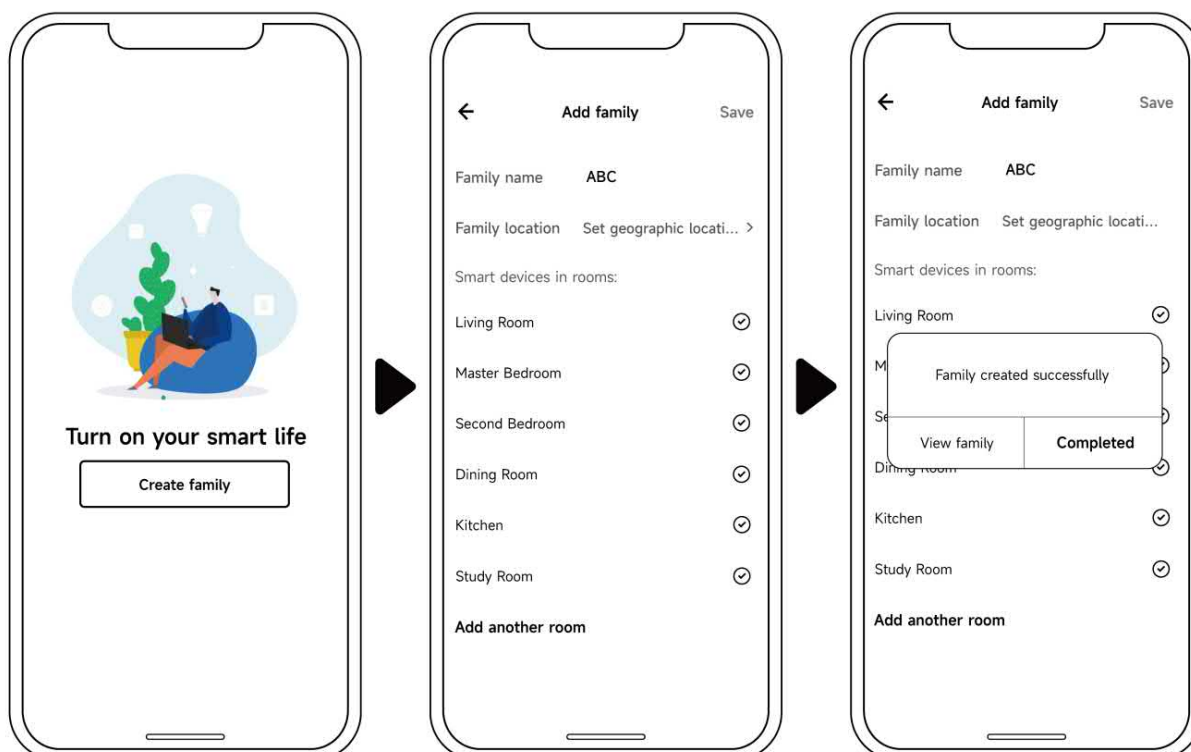 Turn on your smart life
Create family
Add family
Save
Family name ABC
Family location Set geographic locati...
Smart devices in rooms:
Living Room
Master Bedroom
Second Bedroom
Dining Room
Kitchen
Study Room
Add another room
Add family
Save
Family name ABC
Family location Set geographic locati...
Smart devices in rooms:
Living Room
M
Family created successfully
Se
View family
Completed
Dining Room
Kitchen
Study Room
Add another room